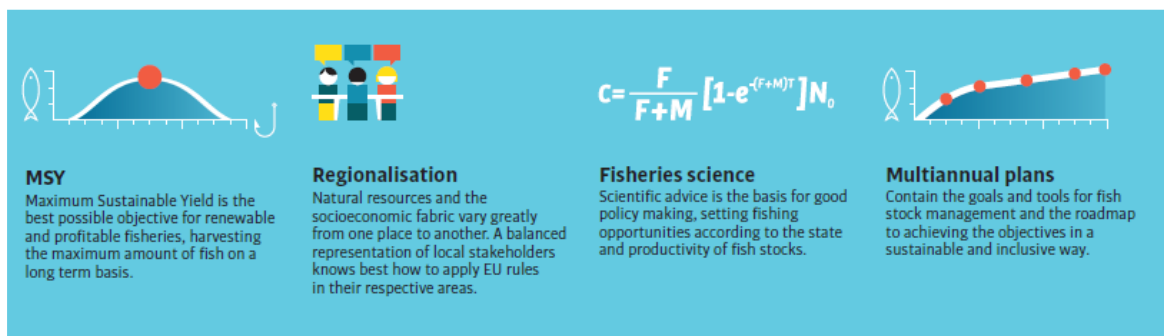 C= F/F+M [1-e^-(F+M)T]N₀
MSY
Maximum Sustainable Yield is the
best possible objective for renewable
and profitable fisheries, harvesting
the maximum amount of fish on a
long term basis.
Regionalisation
Natural resources and the
socioeconomic fabric vary greatly
from one place to another. A balanced
representation of local stakeholders
knows best how to apply EU rules
in their respective areas.
Fisheries science
Scientific advice is the basis for good
policy making, setting fishing
opportunities according to the state
and productivity of fish stocks.
Multiannual plans
Contain the goals and tools for fish
stock management and the roadmap
to achieving the objectives in a
sustainable and inclusive way.